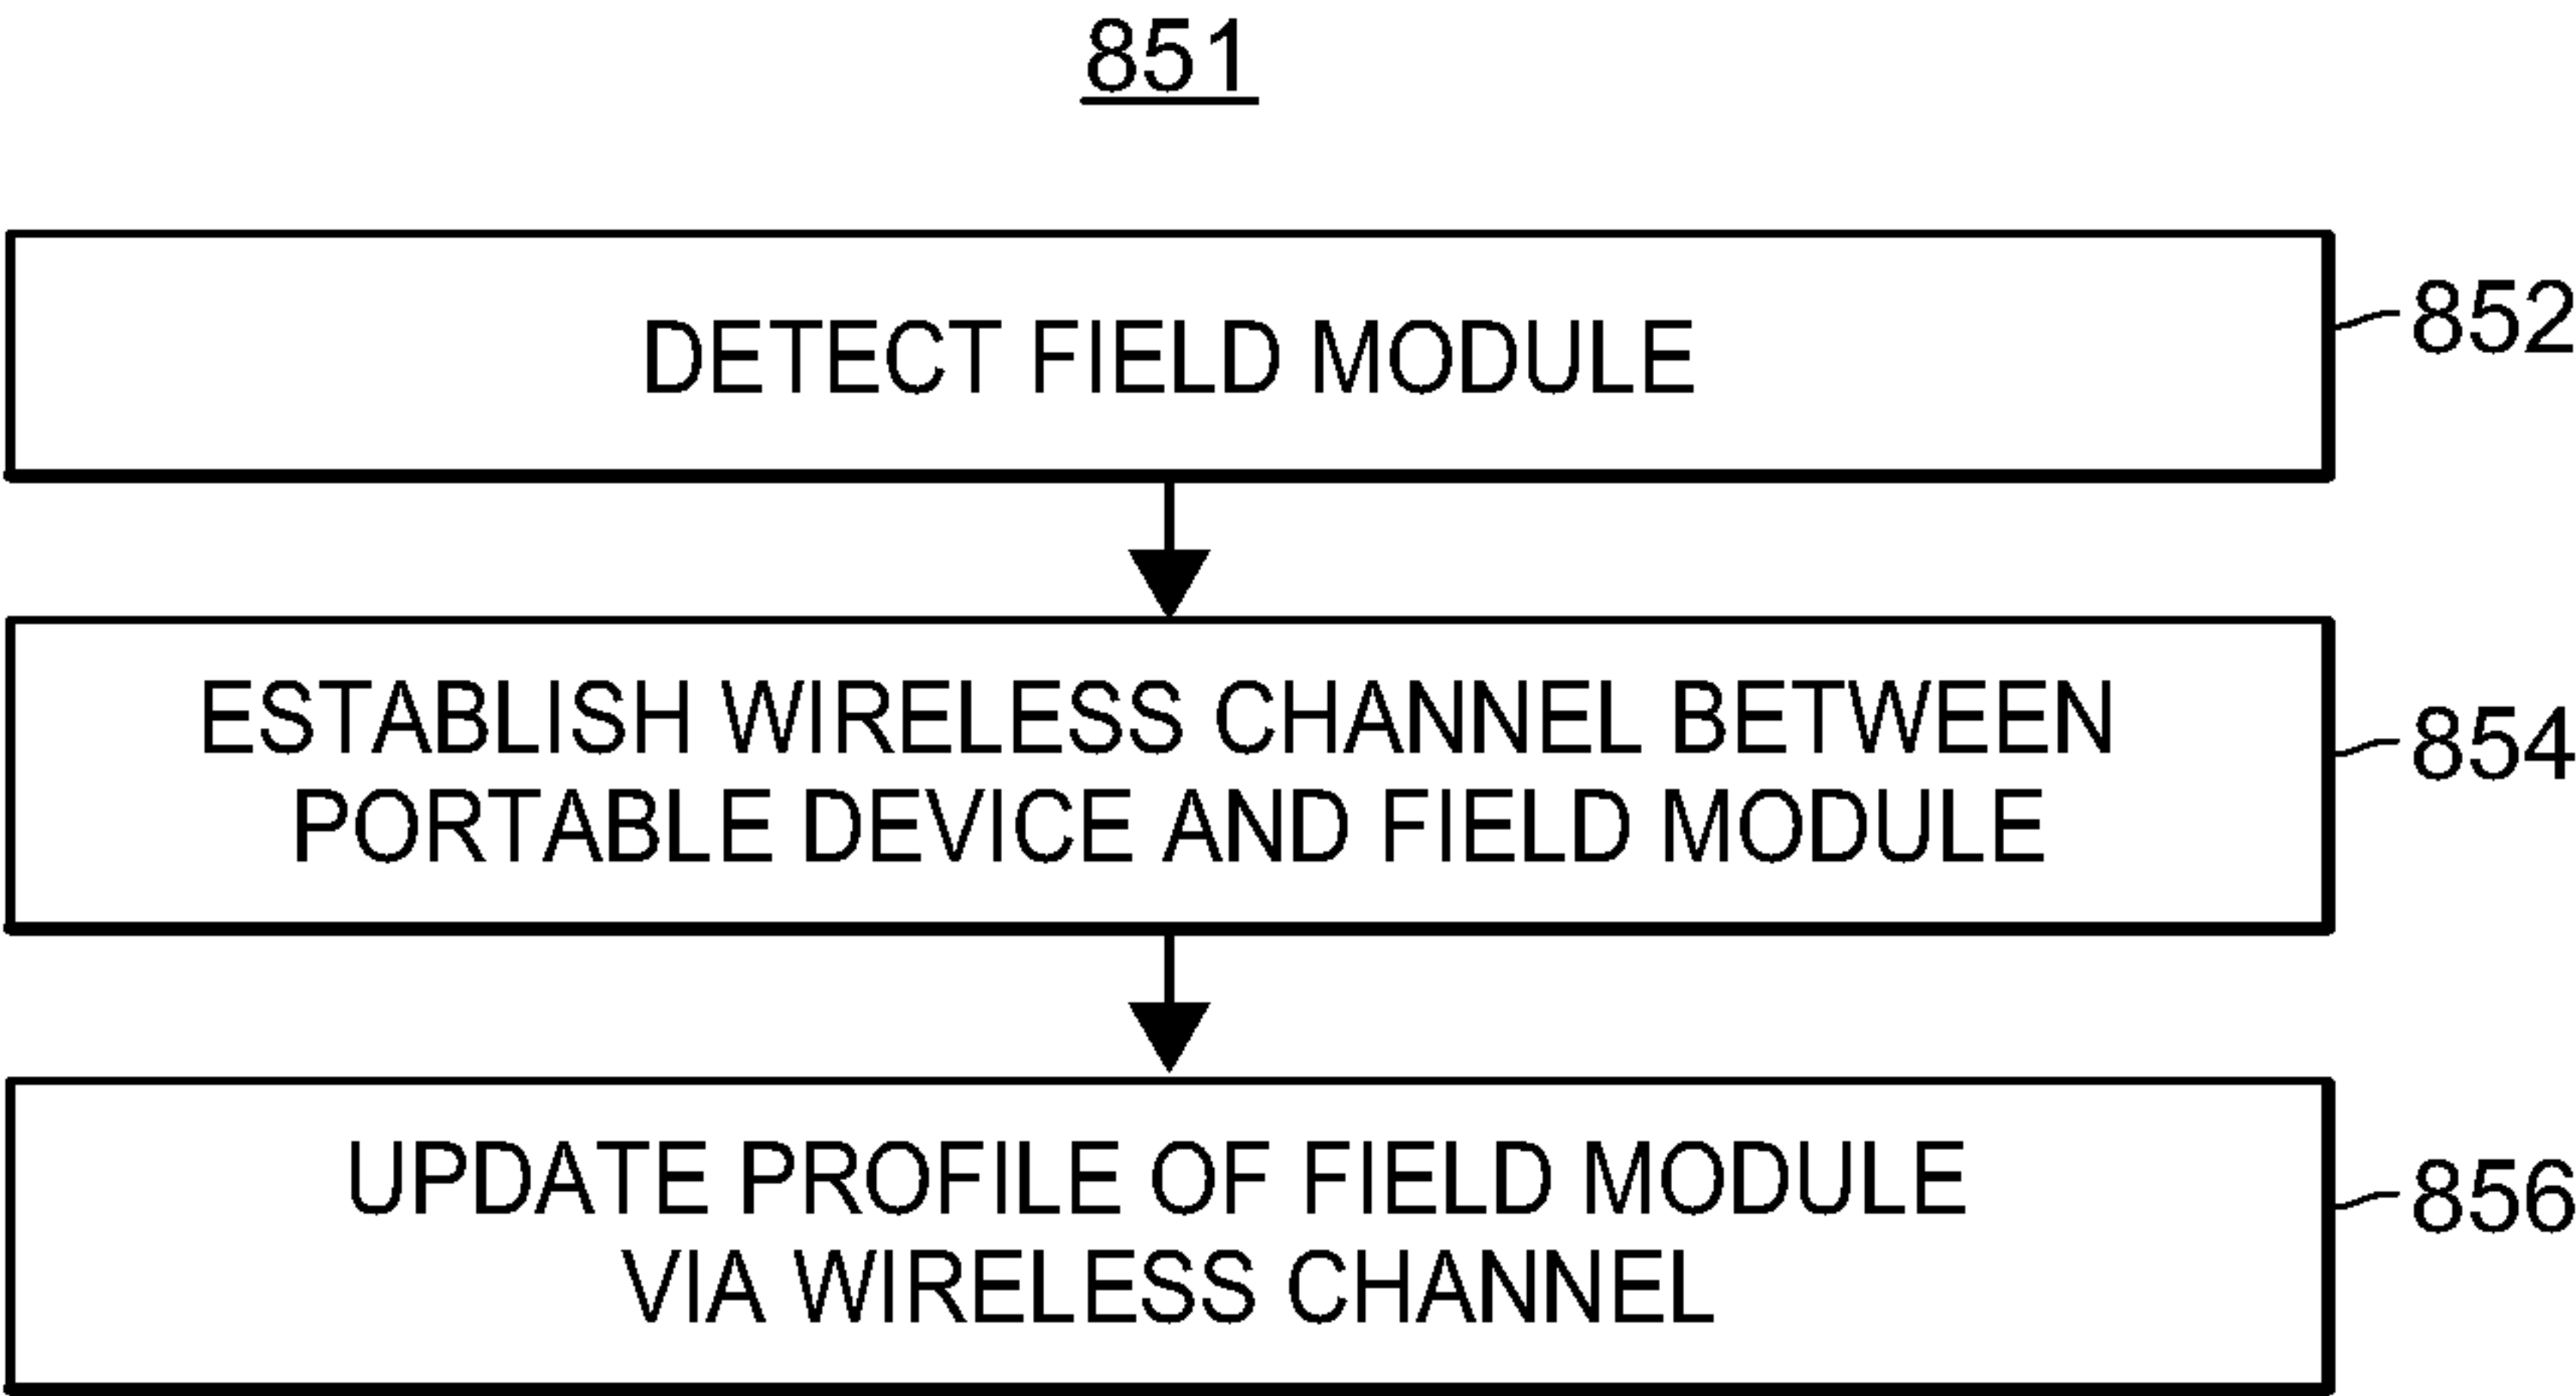 851
DETECT FIELD MODULE
852
ESTABLISH WIRELESS CHANNEL BETWEEN
PORTABLE DEVICE AND FIELD MODULE
854
UPDATE PROFILE OF FIELD MODULE
VIA WIRELESS CHANNEL
856